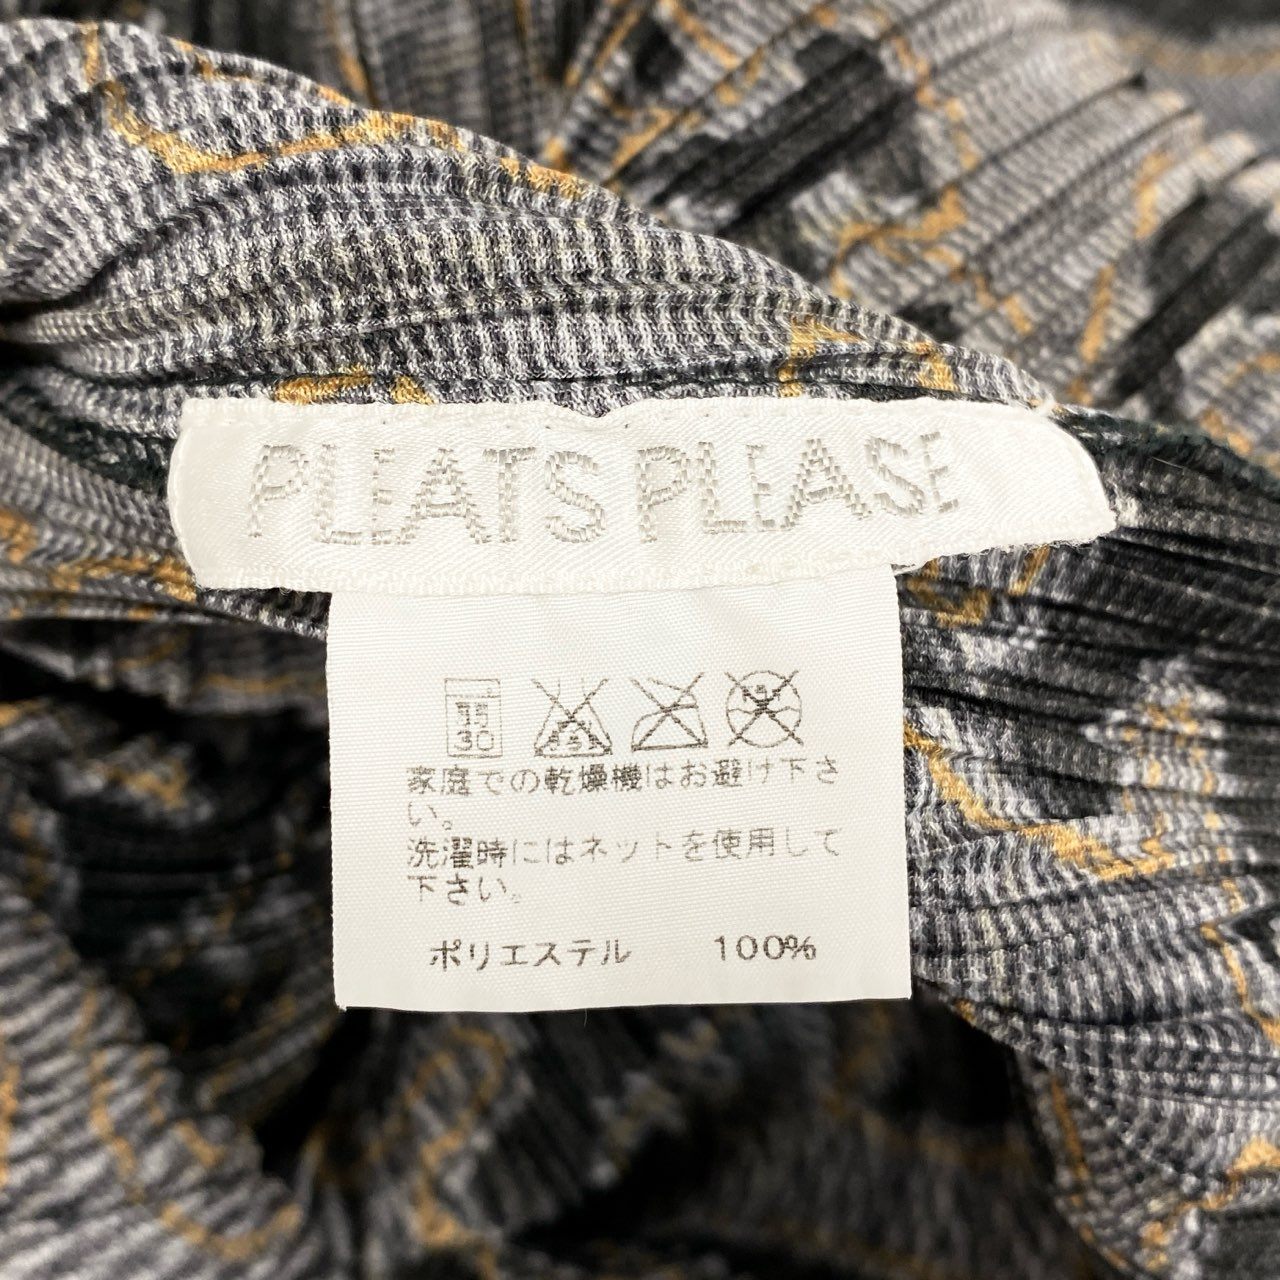 PLEATS PLEASE
30
家庭での乾燥機はお避け下さ
い。
洗濯時にはネットを使用して
下さい。
ポリエステル 100%